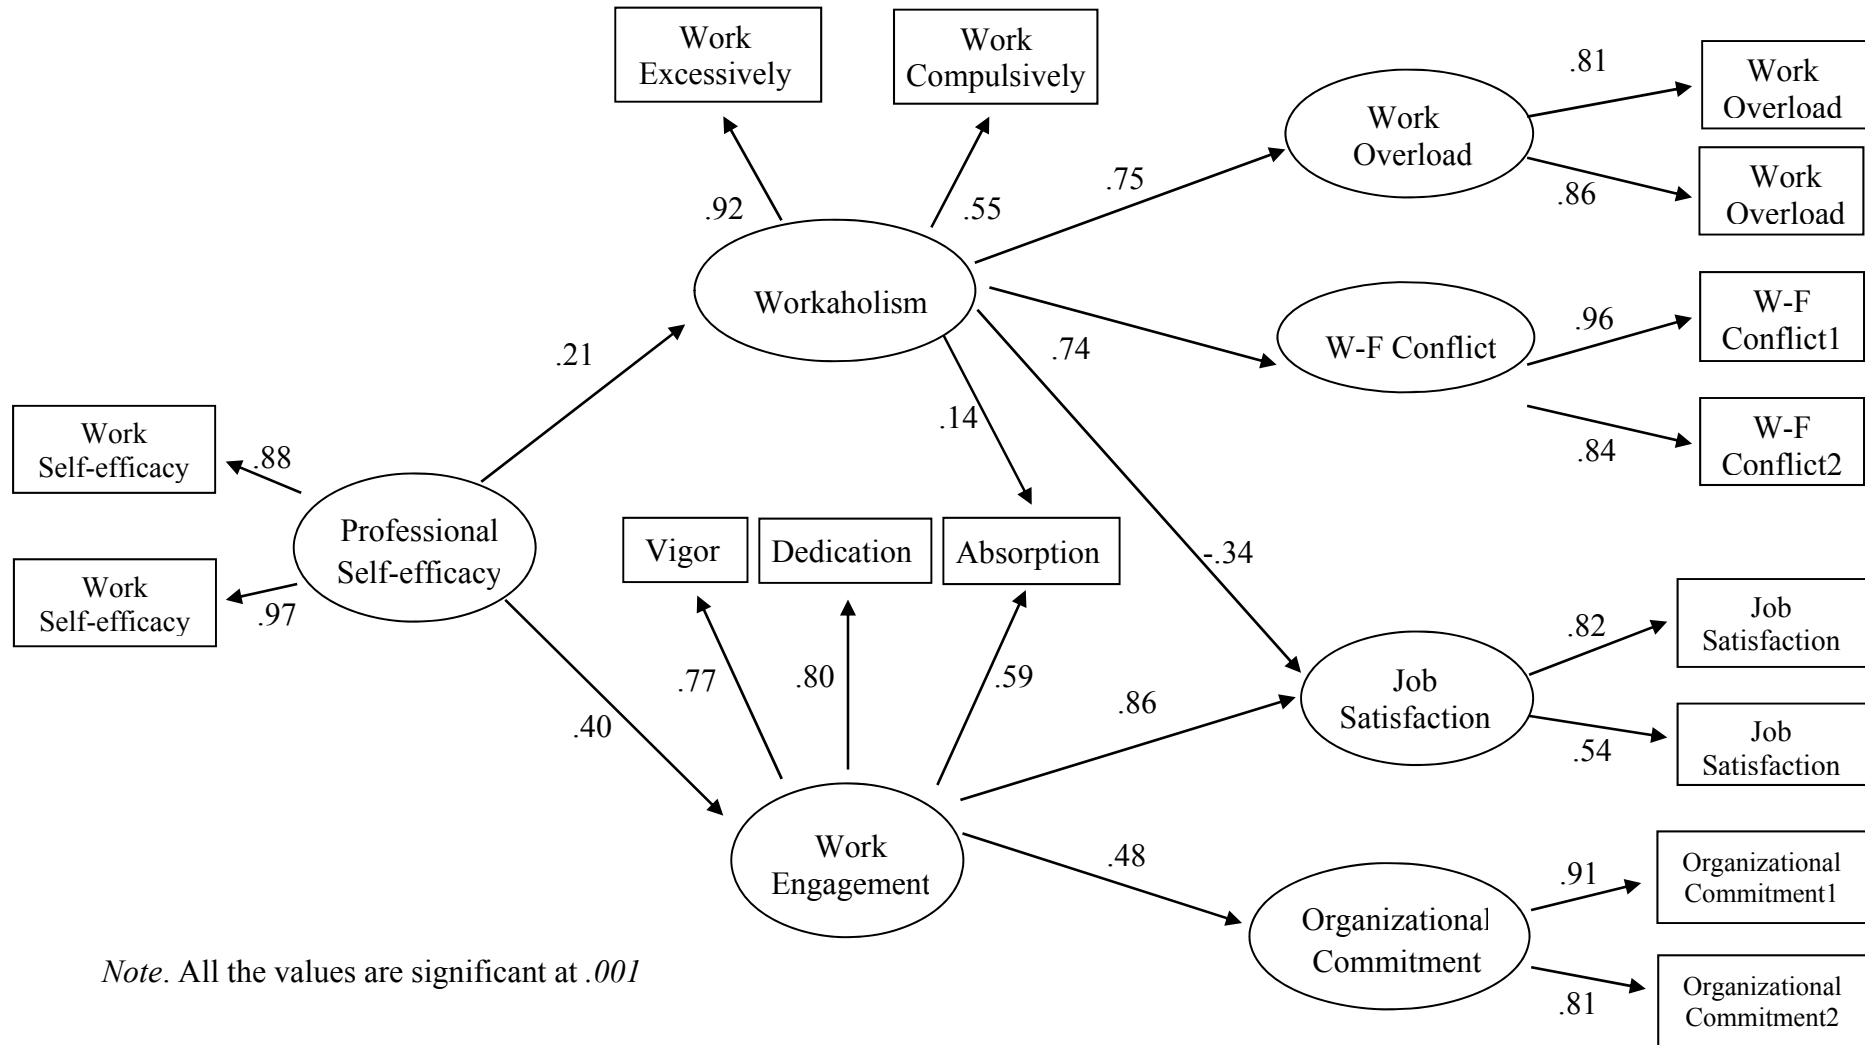 Work
Excessively
Work
Compulsively
.92
.55
Workaholism
.75
Work
Overload
.81
Work
Overload
.86
Work
Overload
.74
W-F Conflict
.96
W-F
Conflict1
.84
W-F
Conflict2
.21
.14
Work
Self-efficacy
.88
Professional
Self-efficacy
Work
Self-efficacy
.97
Vigor
Dedication
Absorption
-.34
.77
.80
.59
.40
.86
Job
Satisfaction
.82
Job
Satisfaction
.54
Job
Satisfaction
Work
Engagement
.48
Organizational
Commitment
.91
Organizational
Commitment1
.81
Organizational
Commitment2
Note. All the values are significant at .001